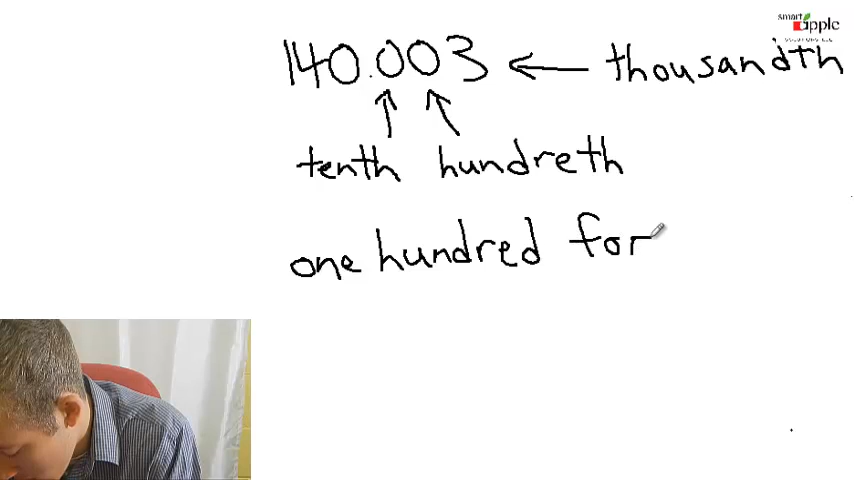 smart
apple
140.003 ← thousandth
tenth hundreth
one hundred for